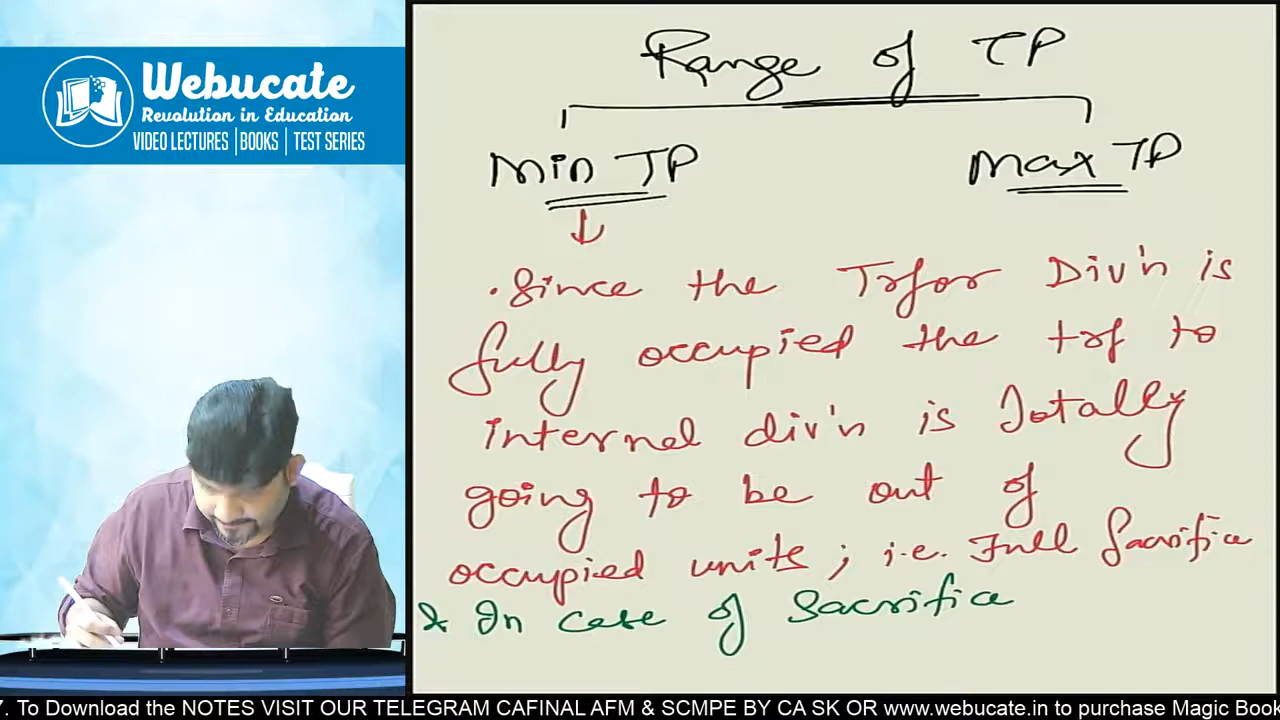 Webucate
Revolution in Education
VIDEO LECTURES | BOOKS | TEST SERIES
Range of TP
Min TP
Max TP
. Since the Trfor Div'n is
fully occupied the trf to
internal div'n is Totally
going to be out of
occupied units ; i.e. Full Sacrifice
& In case of Sacrifice
7. To Download the NOTES VISIT OUR TELEGRAM CAFINAL AFM & SCMPE BY CA SK OR www.webucate.in to purchase Magic Book